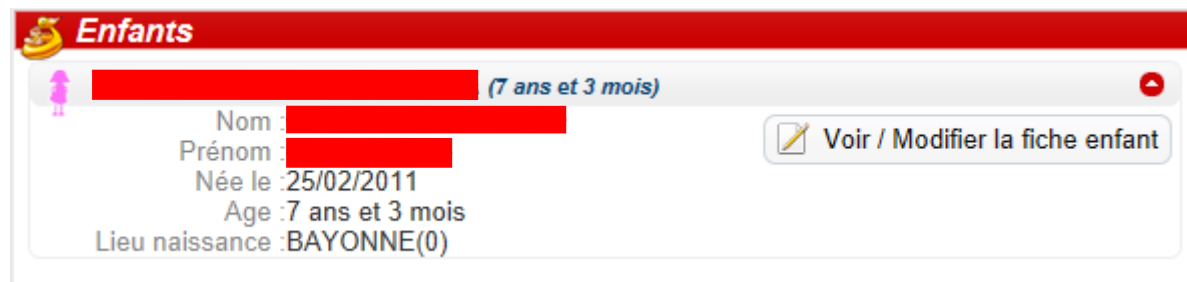 Enfants
(7 ans et 3 mois)
Nom :
Voir / Modifier la fiche enfant
Prénom :
Née le :25/02/2011
Age :7 ans et 3 mois
Lieu naissance :BAYONNE(0)